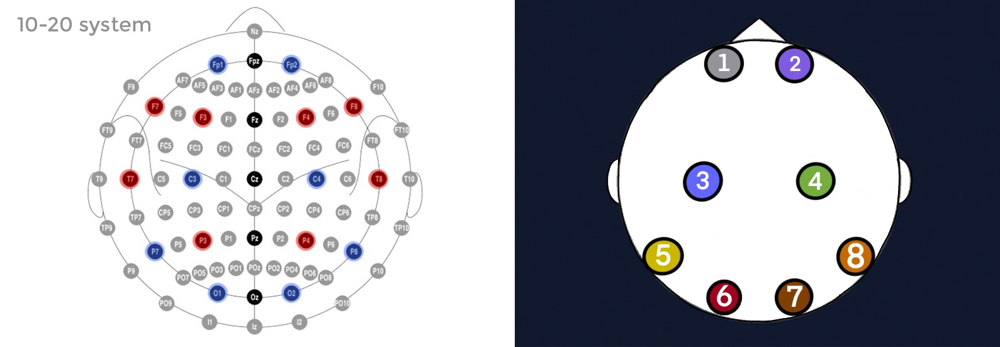 10-20 system
Nz
Fp1 Fpz Fp2
AF7 AF5 AF3 AF1 AFz AF2 AF4 AF6 AF8
F9 F10
F7 F5 F3 F1 Fz F2 F4 F6 F8
FT9 FT7 FC5 FC3 FC1 FCz FC2 FC4 FC6 FT8 FT10
T9 T7 C5 C3 C1 Cz C2 C4 C6 T8 T10
TP9 TP7 CP5 CP3 CP1 CPz CP2 CP4 CP6 TP8 TP10
P7 P5 P3 P1 Pz P2 P4 P6 P8
P9 PO7 PO5 PO3 PO1 POz PO2 PO4 PO6 PO8 P10
PO9 O1 Oz O2 PO10
I1 Iz I2
1 2
3 4
5 8
6 7